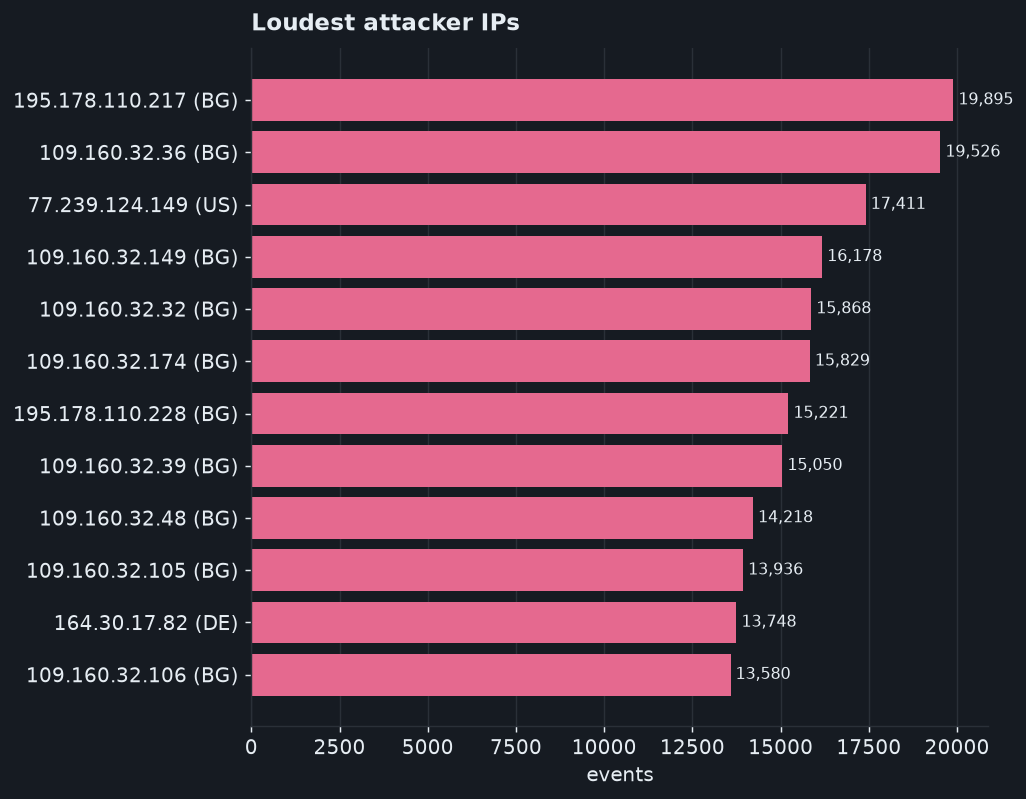 Loudest attacker IPs
195.178.110.217 (BG) 19,895
109.160.32.36 (BG) 19,526
77.239.124.149 (US) 17,411
109.160.32.149 (BG) 16,178
109.160.32.32 (BG) 15,868
109.160.32.174 (BG) 15,829
195.178.110.228 (BG) 15,221
109.160.32.39 (BG) 15,050
109.160.32.48 (BG) 14,218
109.160.32.105 (BG) 13,936
164.30.17.82 (DE) 13,748
109.160.32.106 (BG) 13,580
0 2500 5000 7500 10000 12500 15000 17500 20000
events